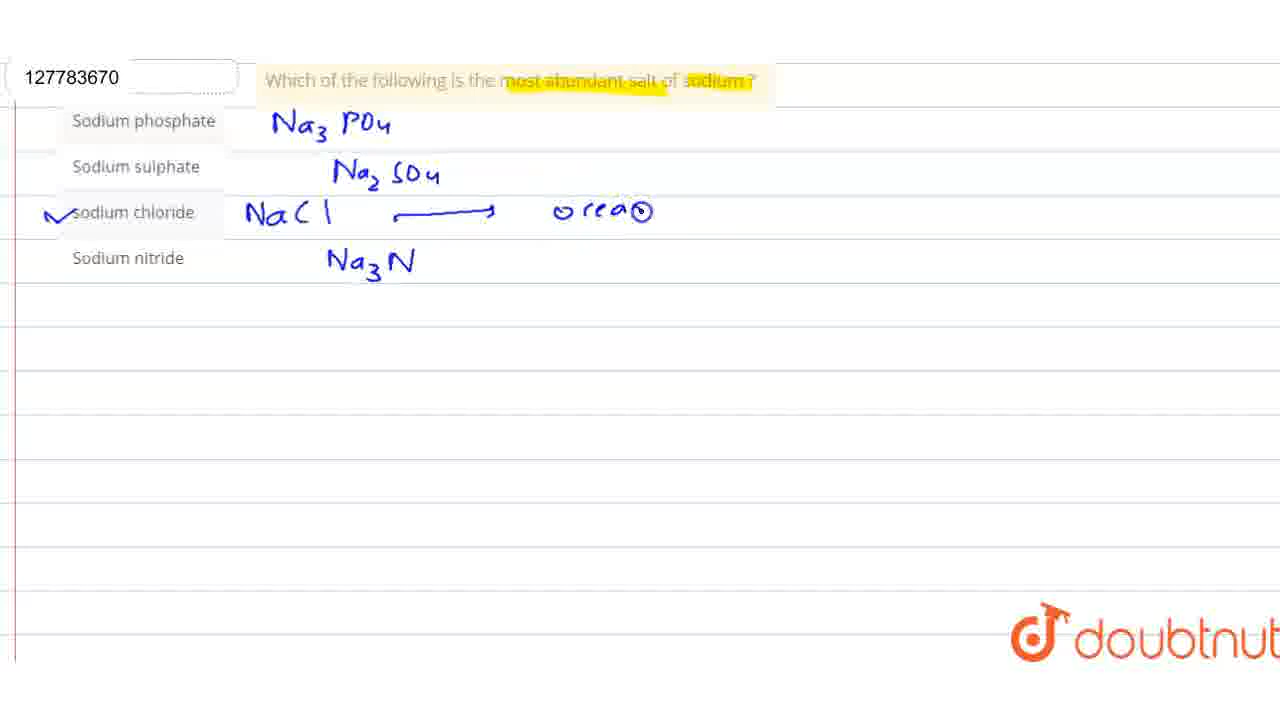 127783670
Which of the following is the most abundant salt of sodium ?
Sodium phosphate Na3 PO4
Sodium sulphate Na2 SO4
sodium chloride NaCl
Sodium nitride Na3N
doubtnut